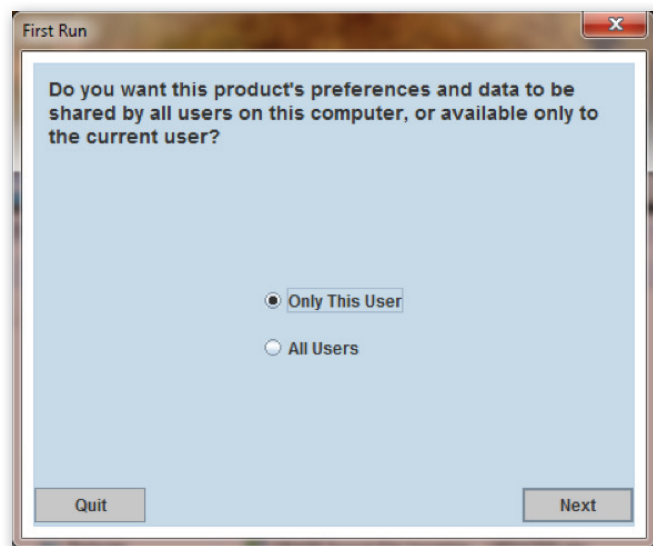 First Run
Do you want this product's preferences and data to be
shared by all users on this computer, or available only to
the current user?
Only This User
All Users
Quit
Next